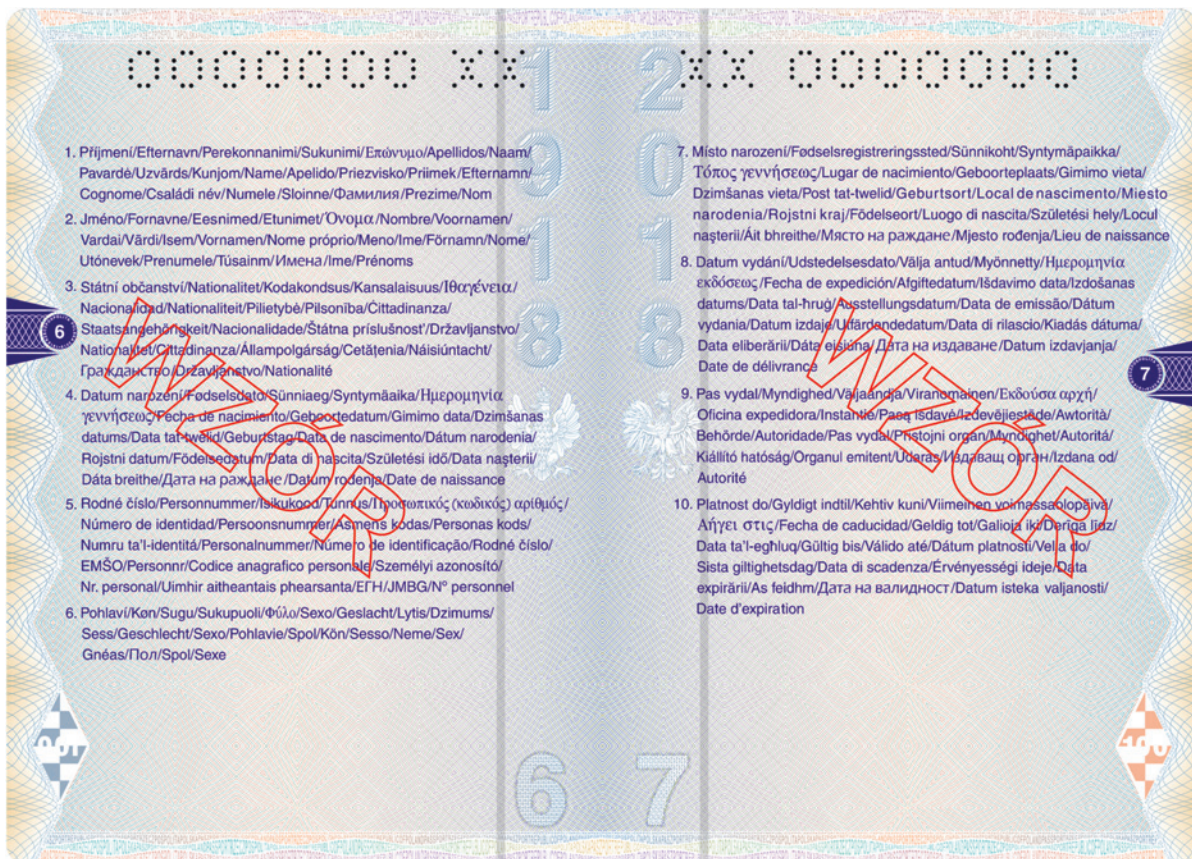 0000000 XX
XX 0000000
1918
2018
1. Příjmení/Efternavn/Perekonnanimi/Sukunimi/Επώνυμο/Apellidos/Naam/
Pavardė/Uzvārds/Kunjom/Name/Apelido/Priezvisko/Priimek/Efternamn/
Cognome/Családi név/Numele/Sloinne/Фамилия/Prezime/Nom
2. Jméno/Fornavne/Eesnimed/Etunimet/Όνομα/Nombre/Voornamen/
Vardai/Vārdi/Isem/Vornamen/Nome próprio/Meno/Ime/Förnamn/Nome/
Utónevek/Prenumele/Túsainm/Имена/Ime/Prénoms
3. Státní občanství/Nationalitet/Kodakondsus/Kansalaisuus/Ιθαγένεια/
Nacionalidad/Nationaliteit/Pilietybė/Pilsonība/Ċittadinanza/
Staatsangehörigkeit/Nacionalidade/Štátna príslušnosť/Državljanstvo/
Nationalitet/Cittadinanza/Állampolgárság/Cetăţenia/Náisiúntacht/
Гражданство/Državljanstvo/Nationalité
4. Datum narození/Fødselsdato/Sünniaeg/Syntymäaika/Ημερομηνία
γεννήσεως/Fecha de nacimiento/Geboortedatum/Gimimo data/Dzimšanas
datums/Data tat-twelid/Geburtstag/Data de nascimento/Dátum narodenia/
Rojstni datum/Födelsedatum/Data di nascita/Születési idő/Data naşterii/
Dáta breithe/Дата на раждане/Datum rođenja/Date de naissance
5. Rodné číslo/Personnummer/Isikukood/Tunnus/Προσωπικός (κωδικός) αρίθμός/
Número de identidad/Persoonsnummer/Asmens kodas/Personas kods/
Numru ta'l-identità/Personalnummer/Número de identificação/Rodné číslo/
EMŠO/Personnr/Codice anagrafico personale/Személyi azonosító/
Nr. personal/Uimhir aitheantais phearsanta/ЕГН/JMBG/Nº personnel
6. Pohlaví/Køn/Sugu/Sukupuoli/Φύλο/Sexo/Geslacht/Lytis/Dzimums/
Sess/Geschlecht/Sexo/Pohlavie/Spol/Kön/Sesso/Neme/Sex/
Gnéas/Пол/Spol/Sexe
WZÓR
6
6
7. Místo narození/Fødselsregistreringssted/Sünnikoht/Syntymäpaikka/
Τόπος γεννήσεως/Lugar de nacimiento/Geboorteplaats/Gimimo vieta/
Dzimšanas vieta/Post tat-twelid/Geburtsort/Local de nascimento/Miesto
narodenia/Rojstni kraj/Födelseort/Luogo di nascita/Születési hely/Locul
naşterii/Áit bhreithe/Място на раждане/Mjesto rođenja/Lieu de naissance
8. Datum vydání/Udstedelsesdato/Välja antud/Myönnetty/Ημερομηνία
εκδόσεως/Fecha de expedición/Afgiftedatum/Išdavimo data/Izdošanas
datums/Data tal-ħruġ/Ausstellungsdatum/Data de emissão/Dátum
vydania/Datum izdaje/Utfärdandedatum/Data di rilascio/Kiadás dátuma/
Data eliberării/Dáta eisiúna/Дата на издаване/Datum izdavjanja/
Date de délivrance
9. Pas vydal/Myndighed/Väljaandja/Viranomainen/Εκδούσα αρχή/
Oficina expedidora/Instantie/Pasą išdavė/Izdevējiestāde/Awtorità/
Behörde/Autoridade/Pas vydal/Pristojni organ/Myndighet/Autoritá/
Kiállító hatóság/Organul emitent/Údarás/Издаващ орган/Izdana od/
Autorité
10. Platnost do/Gyldigt indtil/Kehtiv kuni/Viimeinen voimassaolopäivä/
Λήγει στις/Fecha de caducidad/Geldig tot/Galioja iki/Derīga līdz/
Data ta'l-egħluq/Gültig bis/Válido até/Dátum platnosti/Velja do/
Sista giltighetsdag/Data di scadenza/Érvényességi ideje/Data
expirării/As feidhm/Дата на валидност/Datum isteka valjanosti/
Date d'expiration
WZÓR
7
7
100